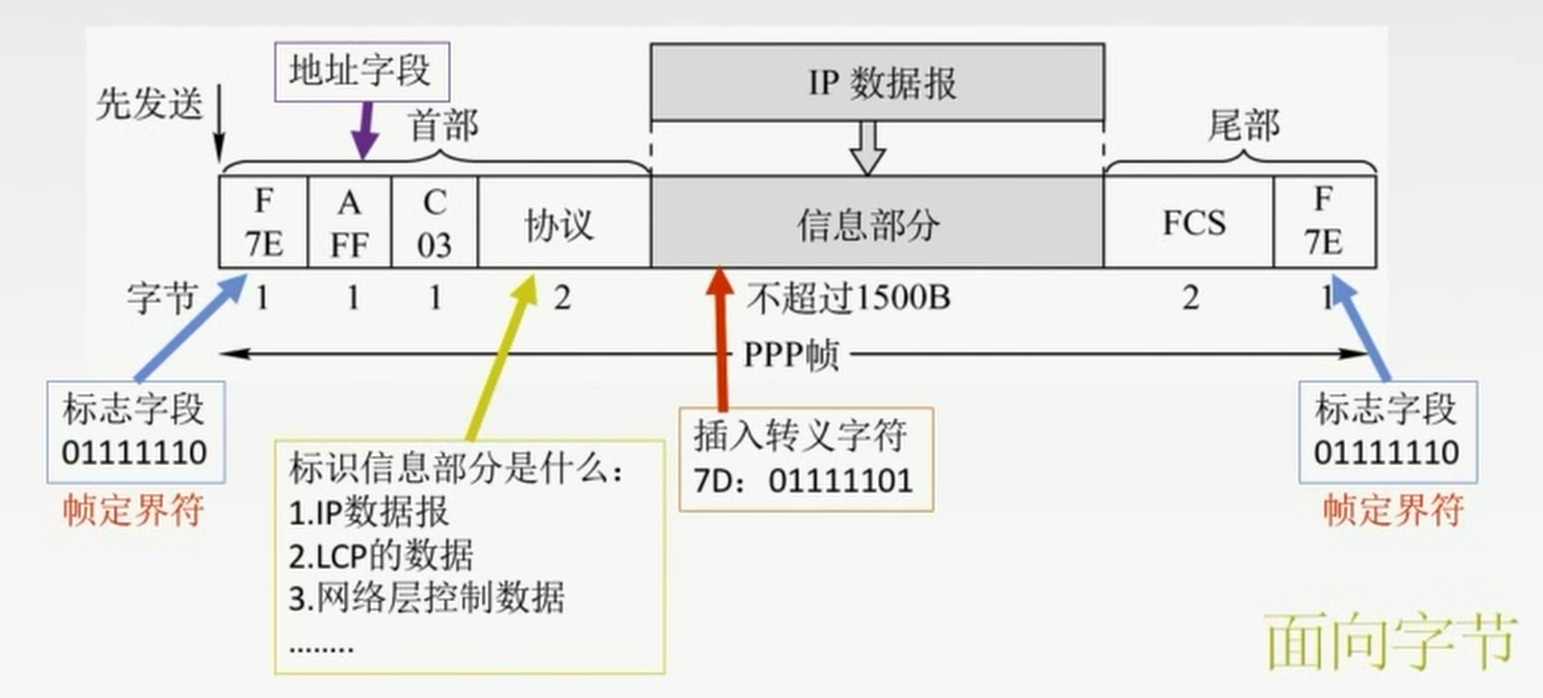 地址字段
IP 数据报
先发送
首部
尾部
F
7E
A
FF
C
03
协议
信息部分
FCS
F
7E
字节
1
1
1
2
不超过1500B
2
1
PPP帧
标志字段
01111110
帧定界符
标识信息部分是什么：
1.IP数据报
2.LCP的数据
3.网络层控制数据
........
插入转义字符
7D：01111101
标志字段
01111110
帧定界符
面向字节